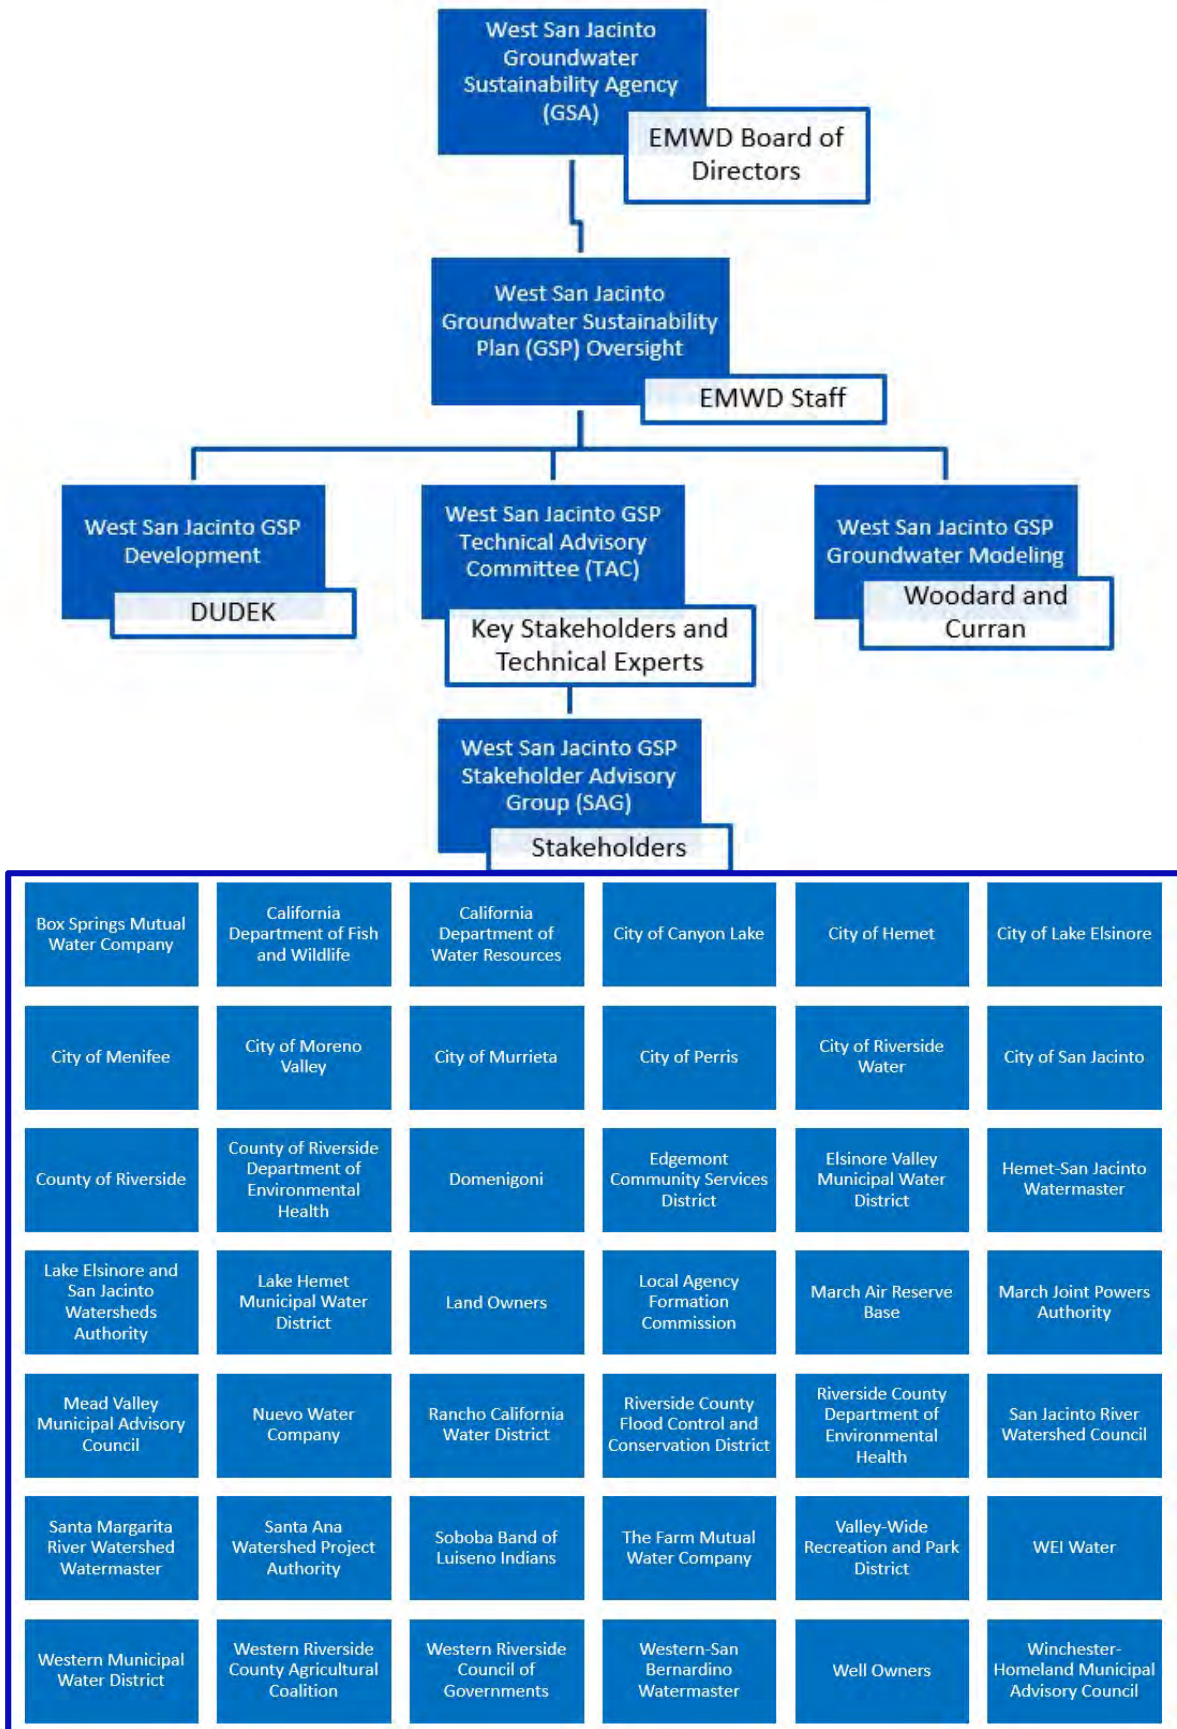 West San Jacinto
Groundwater
Sustainability Agency
(GSA)
EMWD Board of
Directors
West San Jacinto
Groundwater Sustainability
Plan (GSP) Oversight
EMWD Staff
West San Jacinto GSP
Development
DUDEK
West San Jacinto GSP
Technical Advisory
Committee (TAC)
Key Stakeholders and
Technical Experts
West San Jacinto GSP
Groundwater Modeling
Woodard and
Curran
West San Jacinto GSP
Stakeholder Advisory
Group (SAG)
Stakeholders
Box Springs Mutual
Water Company
California
Department of Fish
and Wildlife
California
Department of
Water Resources
City of Canyon Lake
City of Hemet
City of Lake Elsinore
City of Menifee
City of Moreno
Valley
City of Murrieta
City of Perris
City of Riverside
Water
City of San Jacinto
County of Riverside
County of Riverside
Department of
Environmental
Health
Domenigoni
Edgemont
Community Services
District
Elsinore Valley
Municipal Water
District
Hemet-San Jacinto
Watermaster
Lake Elsinore and
San Jacinto
Watersheds
Authority
Lake Hemet
Municipal Water
District
Land Owners
Local Agency
Formation
Commission
March Air Reserve
Base
March Joint Powers
Authority
Mead Valley
Municipal Advisory
Council
Nuevo Water
Company
Rancho California
Water District
Riverside County
Flood Control and
Conservation District
Riverside County
Department of
Environmental
Health
San Jacinto River
Watershed Council
Santa Margarita
River Watershed
Watermaster
Santa Ana
Watershed Project
Authority
Soboba Band of
Luiseno Indians
The Farm Mutual
Water Company
Valley-Wide
Recreation and Park
District
WEI Water
Western Municipal
Water District
Western Riverside
County Agricultural
Coalition
Western Riverside
Council of
Governments
Western-San
Bernardino
Watermaster
Well Owners
Winchester-
Homeland Municipal
Advisory Council